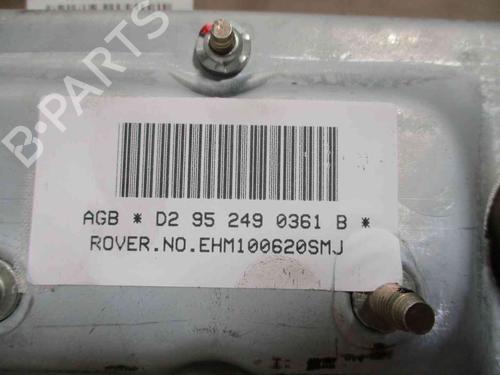 B-PARTS
AGB * D2 95 249 0361 B *
ROVER.NO.EHM100620SMJ